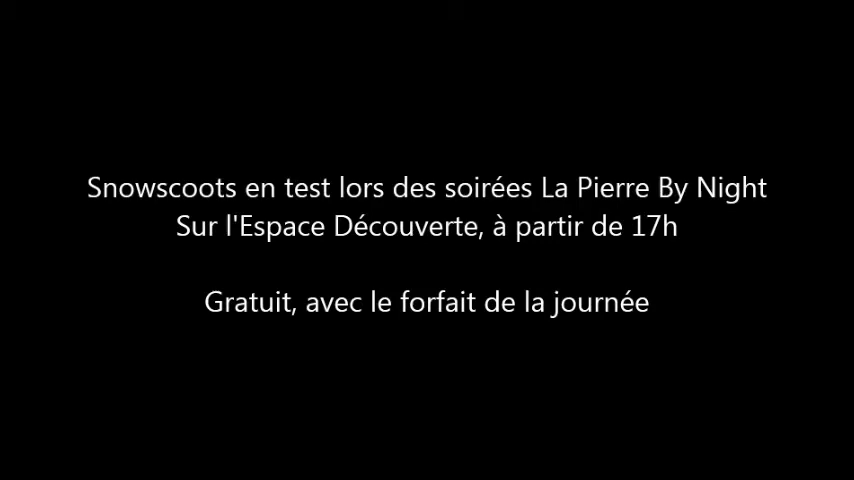 Snowscoots en test lors des soirées La Pierre By Night
Sur l'Espace Découverte, à partir de 17h
Gratuit, avec le forfait de la journée